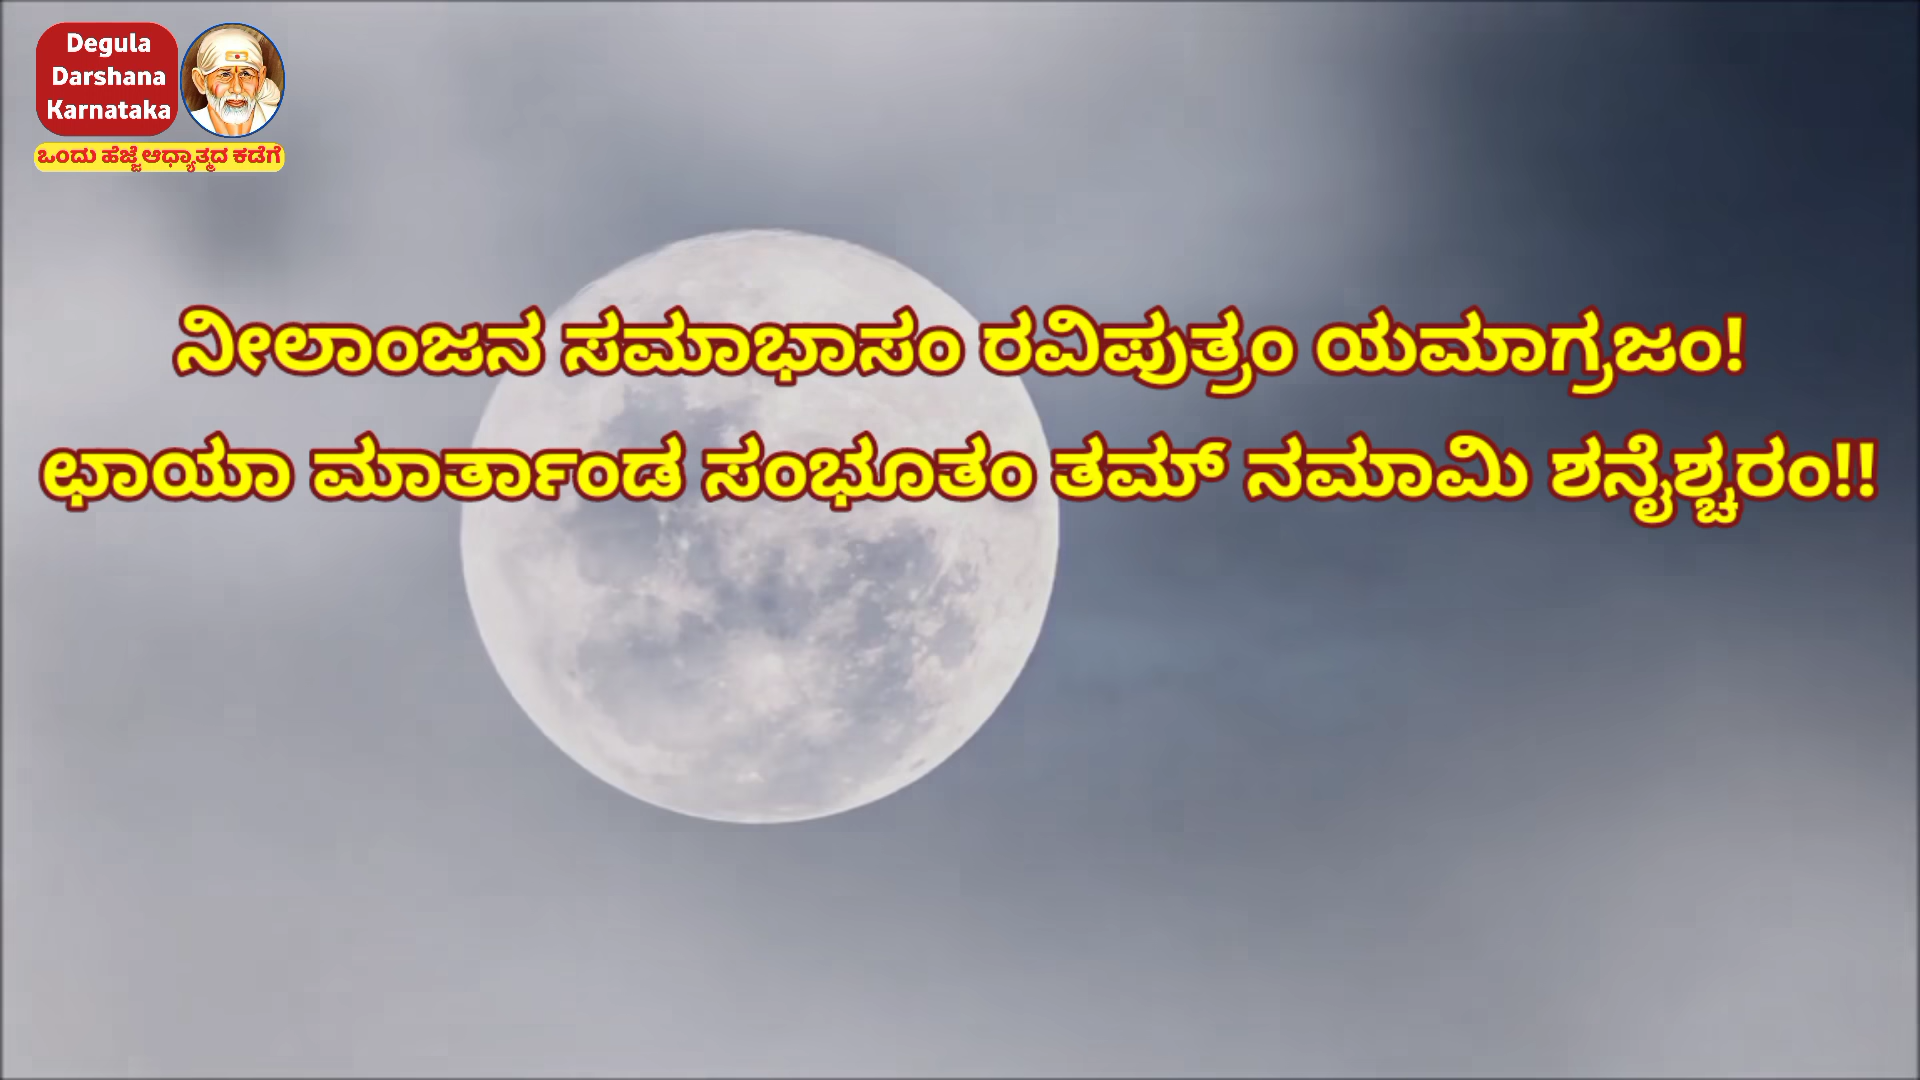 Degula
Darshana
Karnataka
ಒಂದು ಹೆಜ್ಜೆ ಆಧ್ಯಾತ್ಮದ ಕಡೆಗೆ
ನೀಲಾಂಜನ ಸಮಾಭಾಸಂ ರವಿಪುತ್ರಂ ಯಮಾಗ್ರಜಂ!
ಛಾಯಾ ಮಾರ್ತಾಂಡ ಸಂಭೂತಂ ತಮ್ ನಮಾಮಿ ಶನೈಶ್ಚರಂ!!